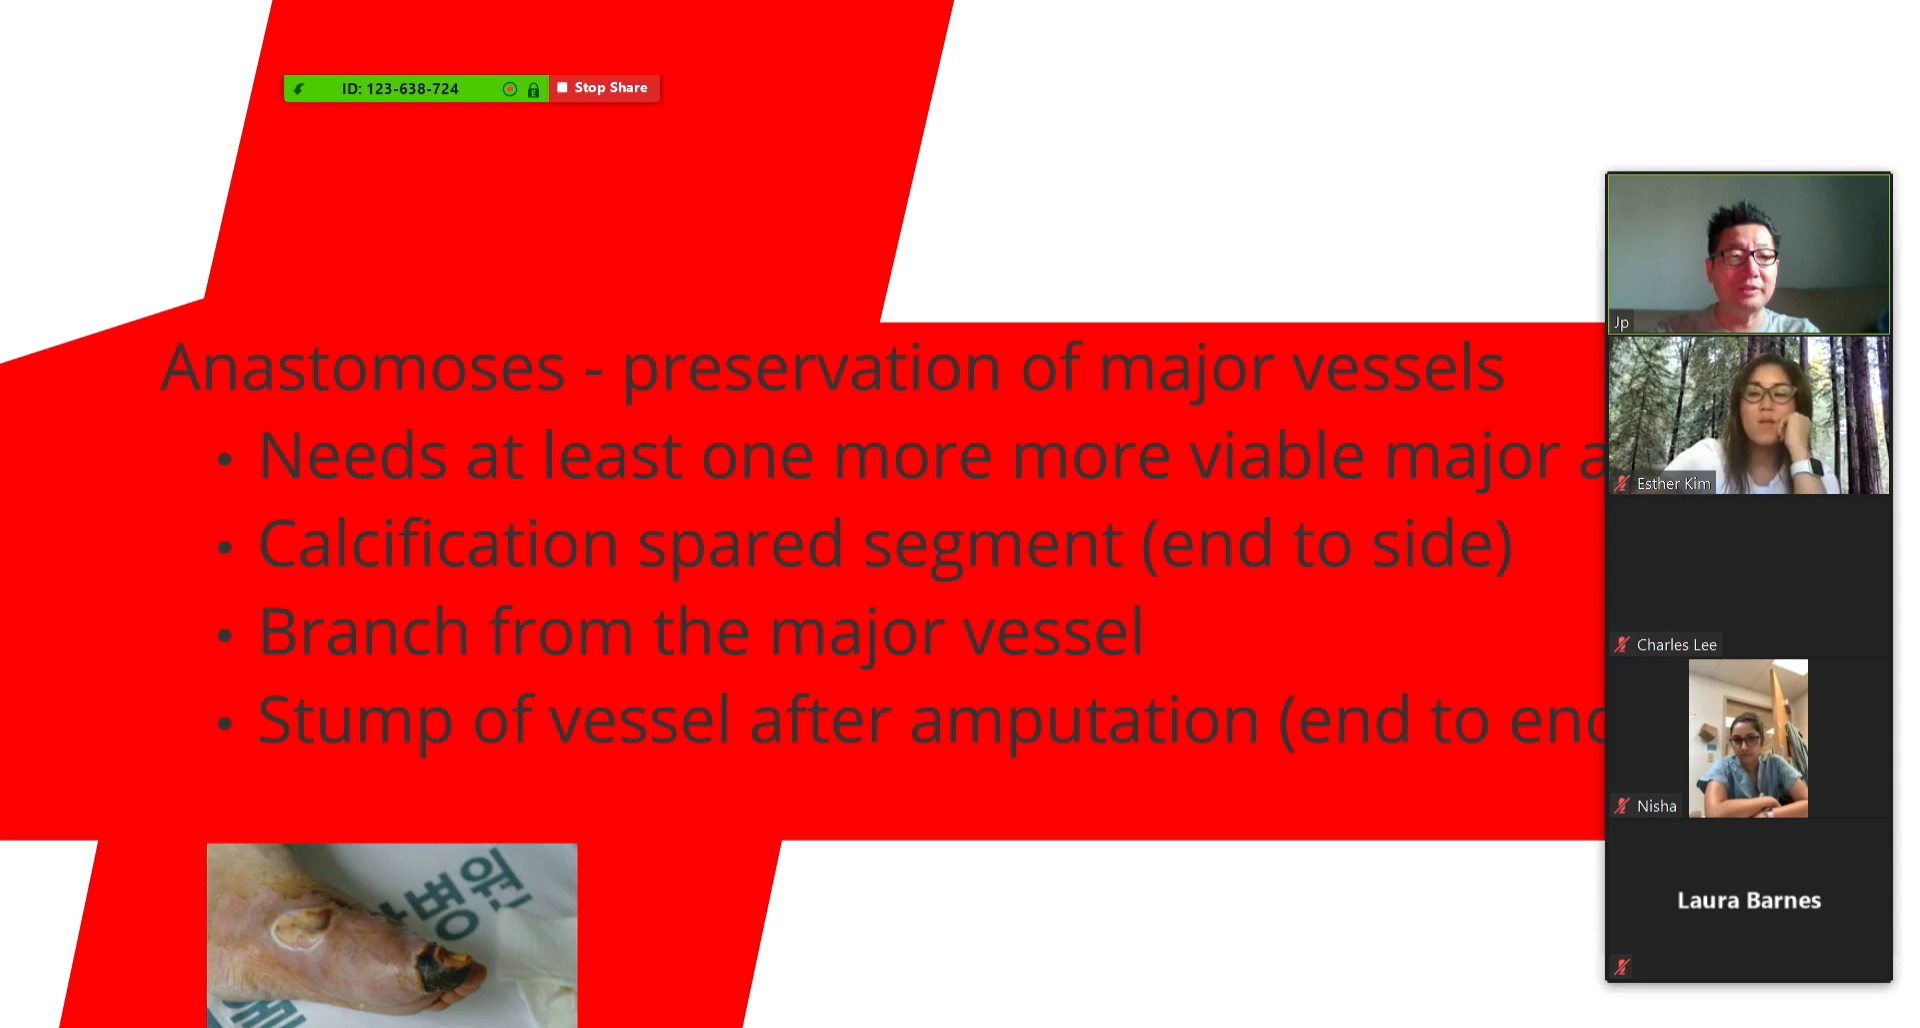 ID: 123-638-724
Stop Share
Anastomoses - preservation of major vessels
• Needs at least one more more viable major a
• Calcification spared segment (end to side)
• Branch from the major vessel
• Stump of vessel after amputation (end to end
Jp
Esther Kim
Charles Lee
Nisha
Laura Barnes
병원